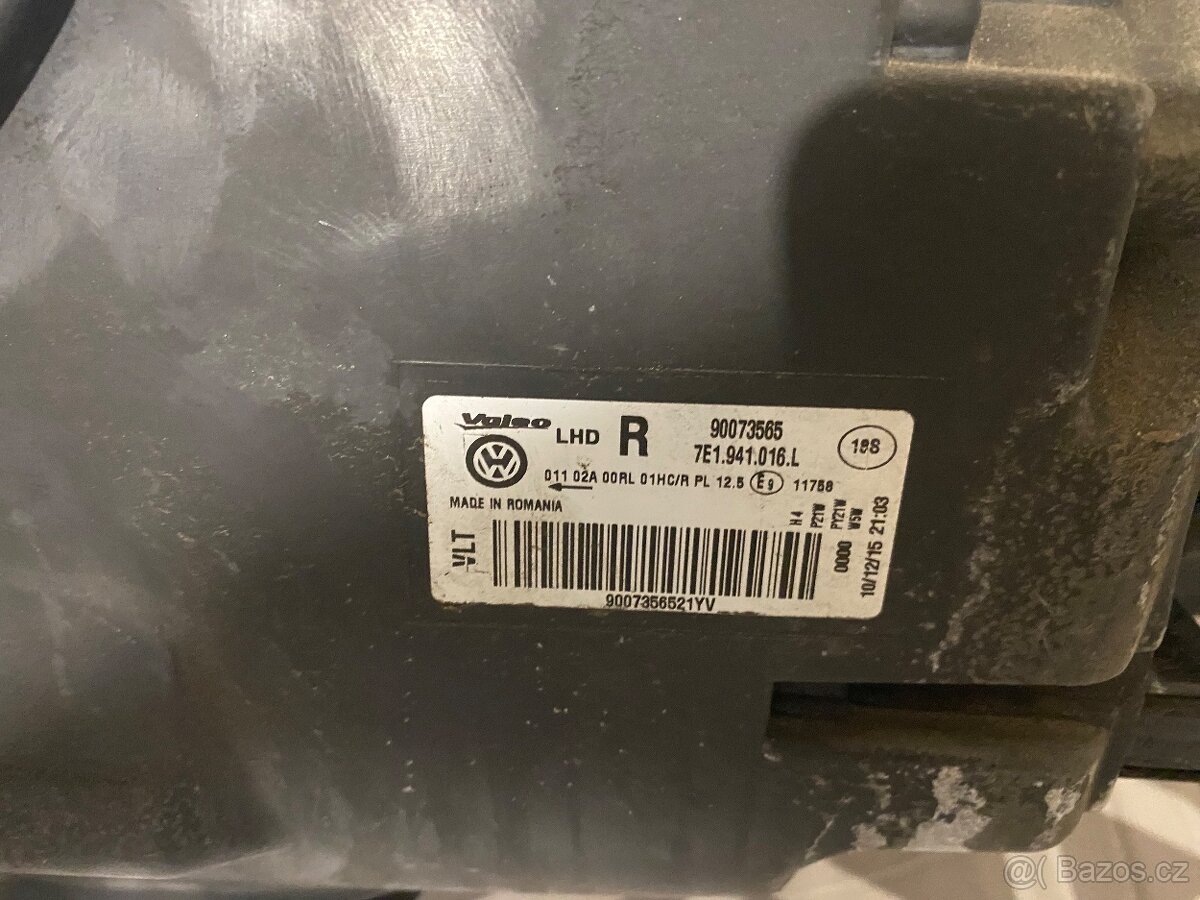 Valeo
LHD R 90073565
7E1.941.016.L
18S
011 02A 00RL 01HC/R PL 12.5 E9 11758
MADE IN ROMANIA
VLT
9007356521YV
H4
P21W
PY21W
W5W
0000
10/12/15 21:03
@( Bazos.cz